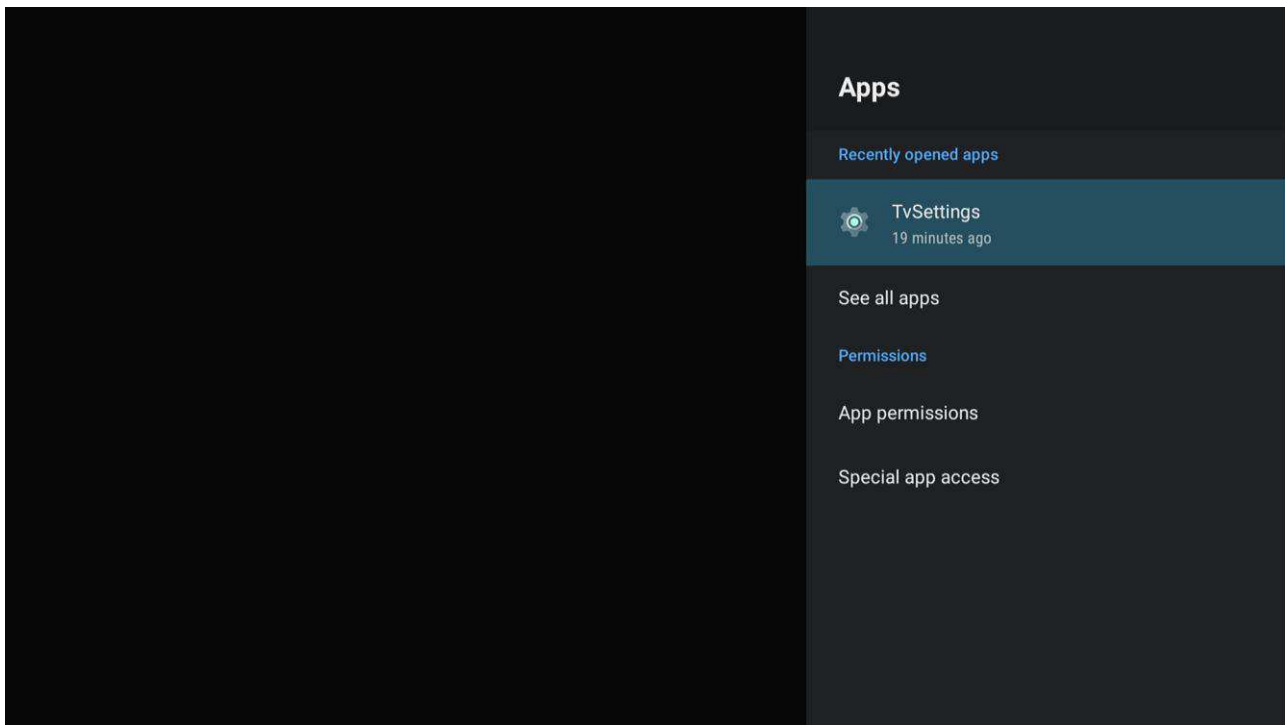 Apps
Recently opened apps
TvSettings
19 minutes ago
See all apps
Permissions
App permissions
Special app access